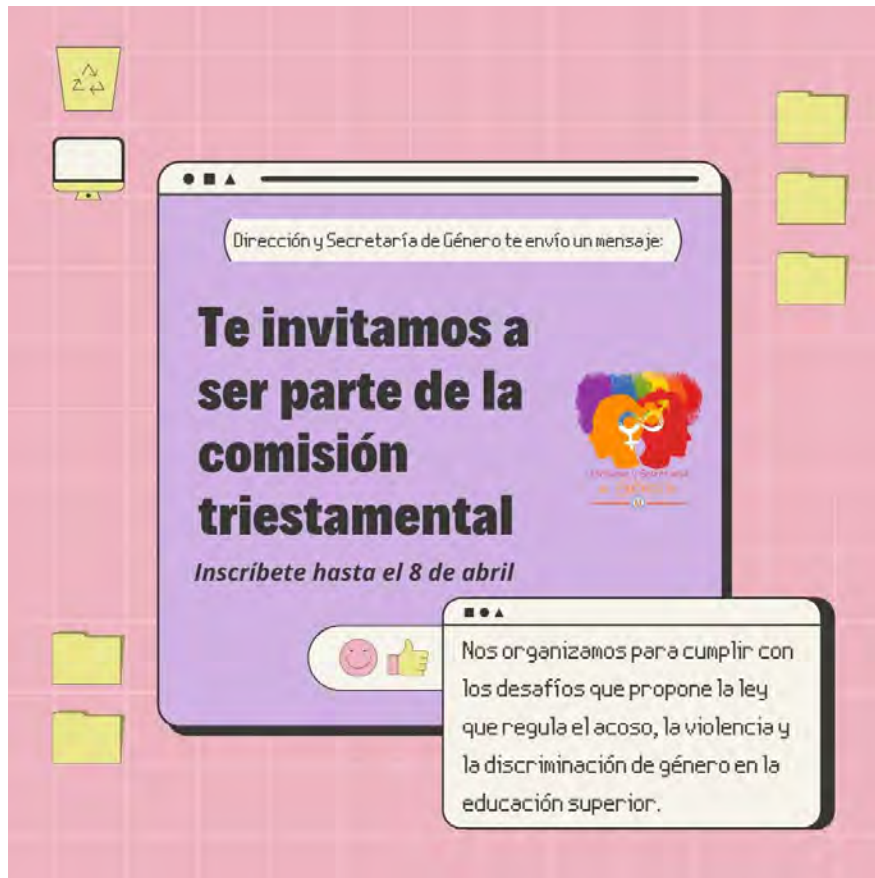 Dirección y Secretaría de Género te envío un mensaje:
Te invitamos a
ser parte de la
comisión
triestamental
Inscríbete hasta el 8 de abril
Nos organizamos para cumplir con
los desafíos que propone la ley
que regula el acoso, la violencia y
la discriminación de género en la
educación superior.